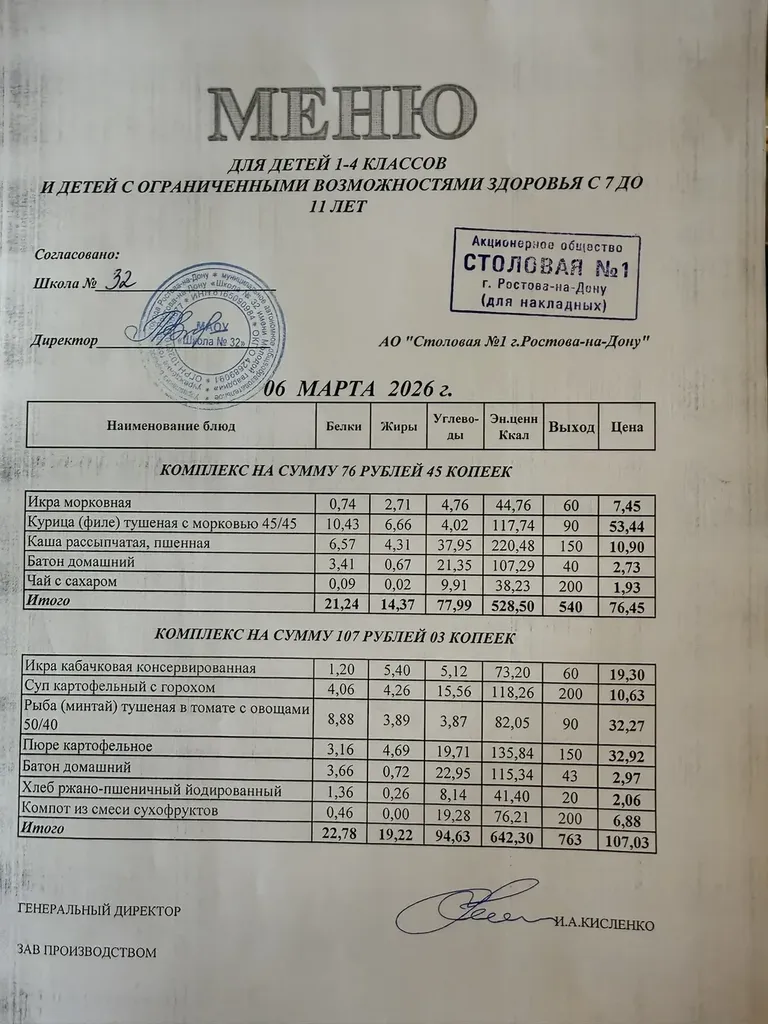 МЕНЮ
ДЛЯ ДЕТЕЙ 1-4 КЛАССОВ
И ДЕТЕЙ С ОГРАНИЧЕННЫМИ ВОЗМОЖНОСТЯМИ ЗДОРОВЬЯ С 7 ДО
11 ЛЕТ
Согласовано:
Школа № 32
Директор
МАОУ
«Школа № 32»
Акционерное общество
СТОЛОВАЯ №1
г. Ростова-на-Дону
(для накладных)
АО "Столовая №1 г.Ростова-на-Дону"
06 МАРТА 2026 г.
Наименование блюд Белки Жиры Углево-ды Эн.ценн Ккал Выход Цена
КОМПЛЕКС НА СУММУ 76 РУБЛЕЙ 45 КОПЕЕК
Икра морковная 0,74 2,71 4,76 44,76 60 7,45
Курица (филе) тушеная с морковью 45/45 10,43 6,66 4,02 117,74 90 53,44
Каша рассыпчатая, пшенная 6,57 4,31 37,95 220,48 150 10,90
Батон домашний 3,41 0,67 21,35 107,29 40 2,73
Чай с сахаром 0,09 0,02 9,91 38,23 200 1,93
Итого 21,24 14,37 77,99 528,50 540 76,45
КОМПЛЕКС НА СУММУ 107 РУБЛЕЙ 03 КОПЕЕК
Икра кабачковая консервированная 1,20 5,40 5,12 73,20 60 19,30
Суп картофельный с горохом 4,06 4,26 15,56 118,26 200 10,63
Рыба (минтай) тушеная в томате с овощами
50/40 8,88 3,89 3,87 82,05 90 32,27
Пюре картофельное 3,16 4,69 19,71 135,84 150 32,92
Батон домашний 3,66 0,72 22,95 115,34 43 2,97
Хлеб ржано-пшеничный йодированный 1,36 0,26 8,14 41,40 20 2,06
Компот из смеси сухофруктов 0,46 0,00 19,28 76,21 200 6,88
Итого 22,78 19,22 94,63 642,30 763 107,03
ГЕНЕРАЛЬНЫЙ ДИРЕКТОР
И.А.КИСЛЕНКО
ЗАВ ПРОИЗВОДСТВОМ